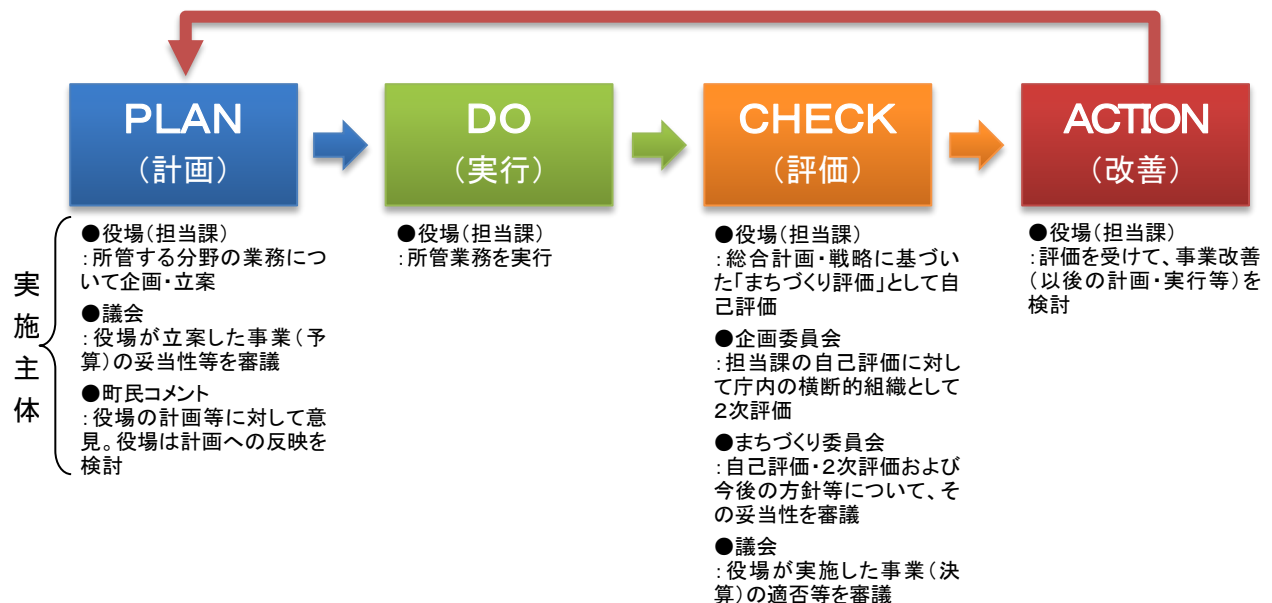 PLAN
(計画)
DO
(実行)
CHECK
(評価)
ACTION
(改善)
実施主体
●役場(担当課)
:所管する分野の業務につ
いて企画・立案
●議会
:役場が立案した事業(予
算)の妥当性等を審議
●町民コメント
:役場の計画等に対して意
見。役場は計画への反映を
検討
●役場(担当課)
:所管業務を実行
●役場(担当課)
:総合計画・戦略に基づい
た「まちづくり評価」として自
己評価
●企画委員会
:担当課の自己評価に対し
て庁内の横断的組織として
2次評価
●まちづくり委員会
:自己評価・2次評価および
今後の方針等について、そ
の妥当性を審議
●議会
:役場が実施した事業(決
算)の適否等を審議
●役場(担当課)
:評価を受けて、事業改善
(以後の計画・実行等)を
検討